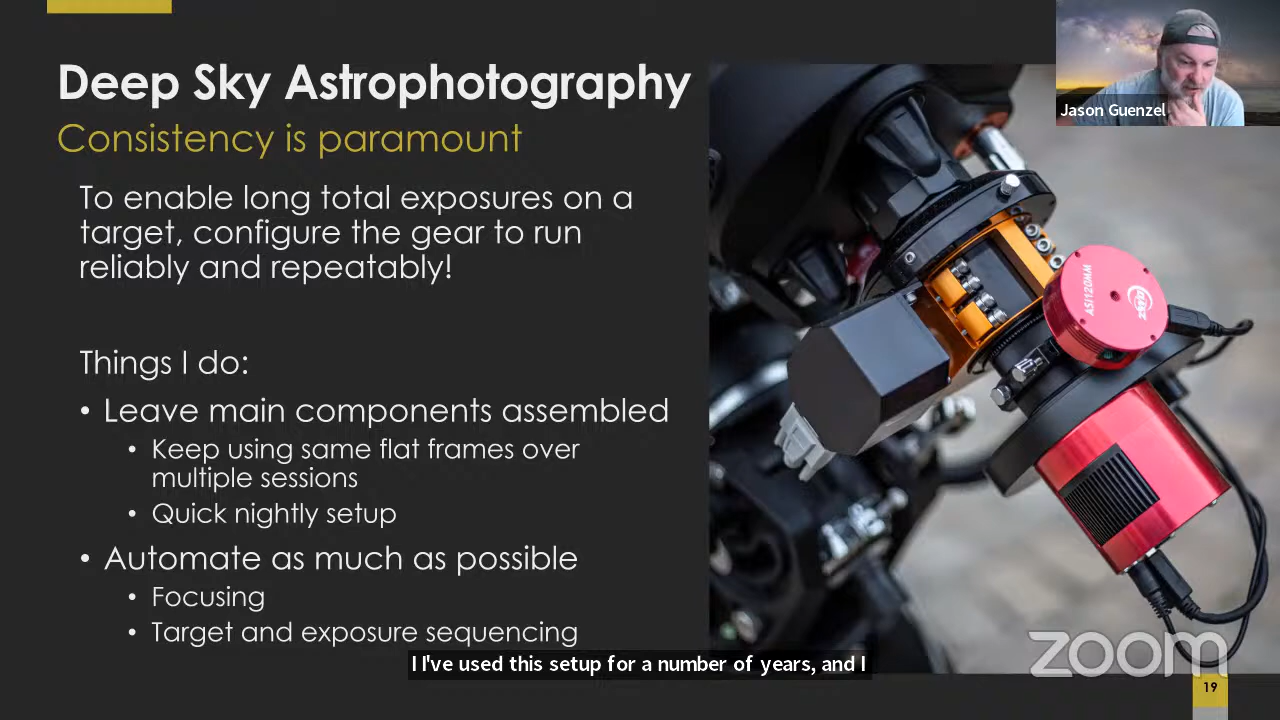 Deep Sky Astrophotography
Consistency is paramount
To enable long total exposures on a
target, configure the gear to run
reliably and repeatably!
Things I do:
• Leave main components assembled
• Keep using same flat frames over
multiple sessions
• Quick nightly setup
• Automate as much as possible
• Focusing
• Target and exposure sequencing
Jason Guenzel
ASI120MM
I I've used this setup for a number of years, and I
zoom
19